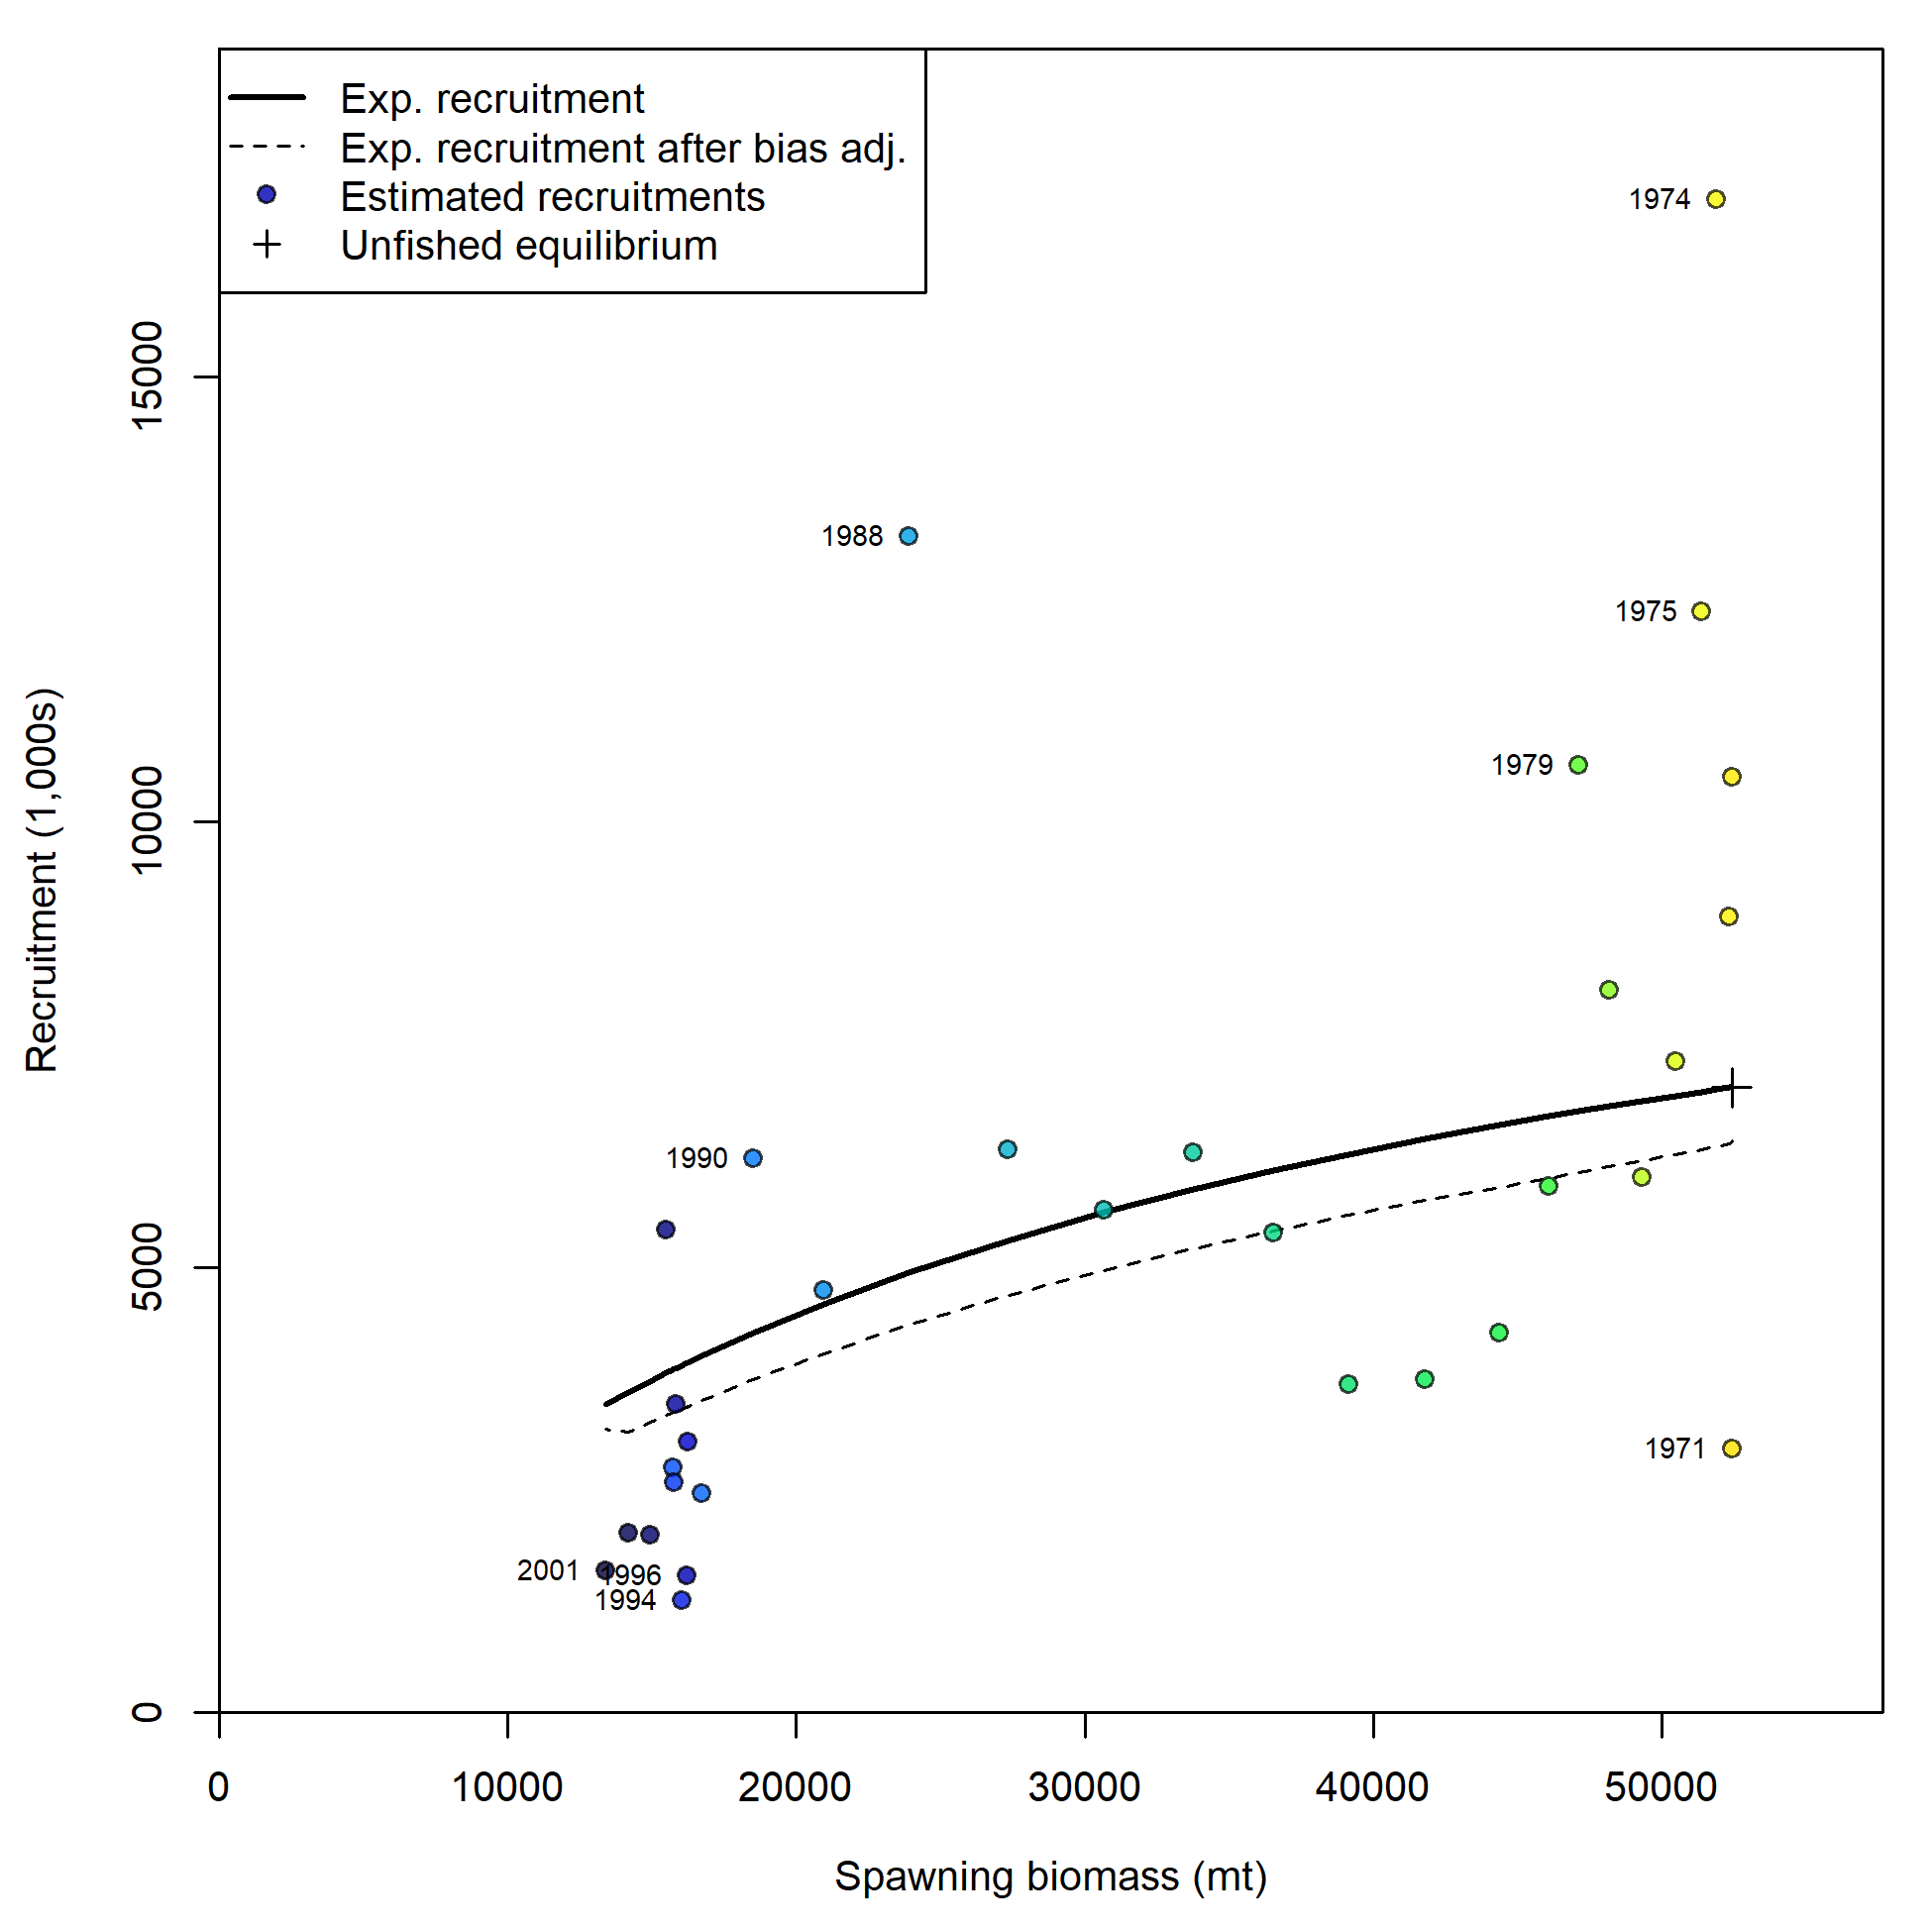 Exp. recruitment
Exp. recruitment after bias adj.
Estimated recruitments
Unfished equilibrium
1974
15000
1988
1975
1979
10000
Recruitment (1,000s)
1990
5000
1971
2001
1996
1994
0
0 10000 20000 30000 40000 50000
Spawning biomass (mt)